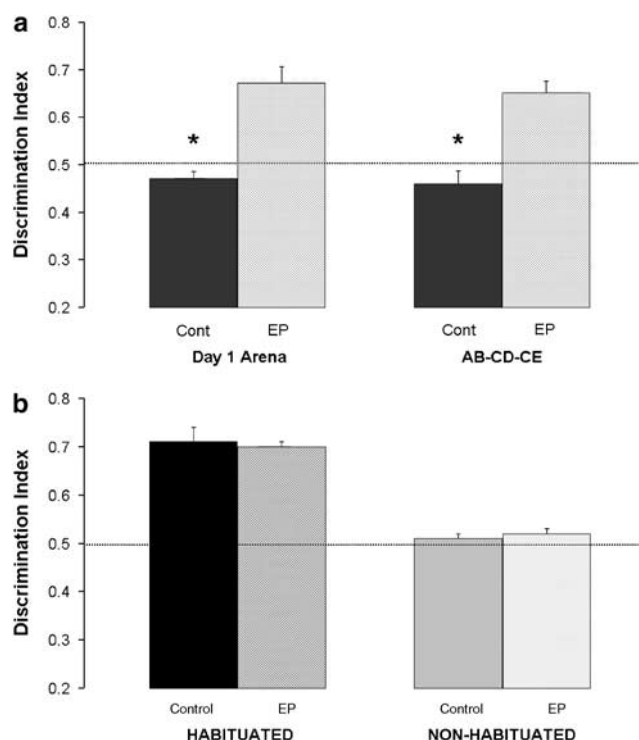 a
0.8
0.7
0.6
0.5
0.4
0.3
0.2
Discrimination Index
*
*
Cont
EP
Cont
EP
Day 1 Arena
AB-CD-CE
b
0.8
0.7
0.6
0.5
0.4
0.3
0.2
Discrimination Index
Control
EP
Control
EP
HABITUATED
NON-HABITUATED